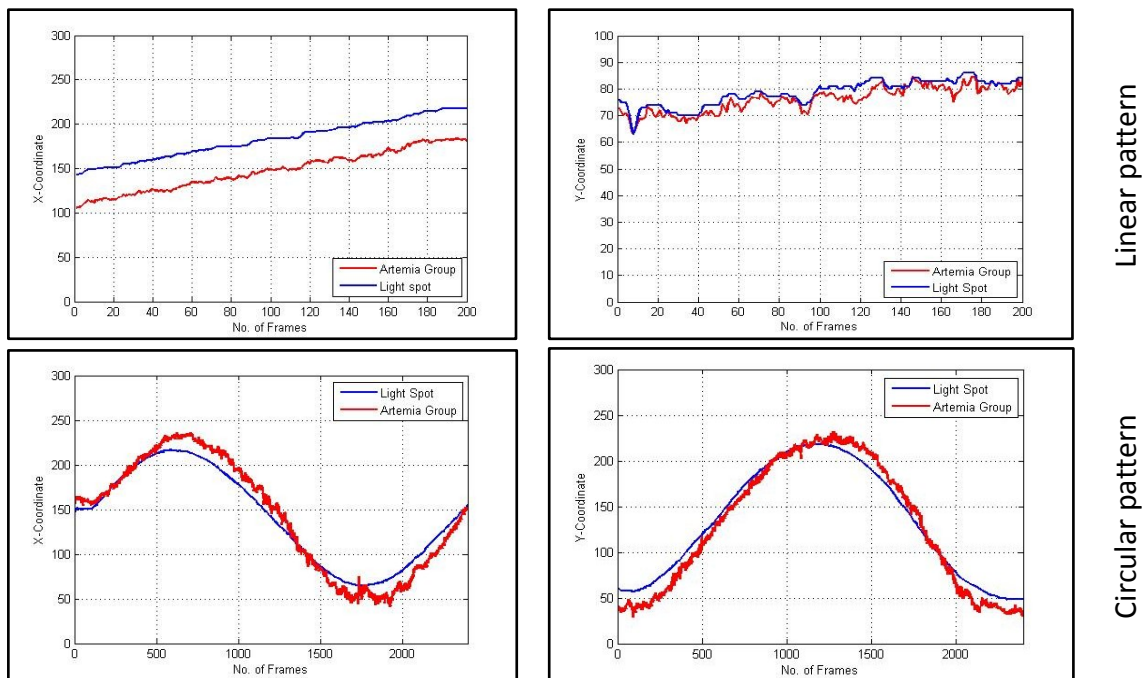 300
250
200
150
100
50
0
X-Coordinate
Artemia Group
Light spot
0 20 40 60 80 100 120 140 160 180 200
No. of Frames
100
90
80
70
60
50
40
30
20
10
0
Y-Coordinate
Artemia Group
Light Spot
0 20 40 60 80 100 120 140 160 180 200
No. of Frames
Linear pattern
300
250
200
150
100
50
0
X-Coordinate
Light Spot
Artemia Group
0 500 1000 1500 2000
No. of Frames
300
250
200
150
100
50
0
Y-Coordinate
Light Spot
Artemia Group
0 500 1000 1500 2000
No. of Frames
Circular pattern